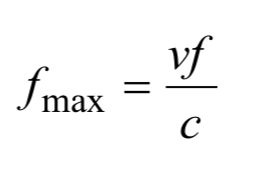 f_max = vf/c